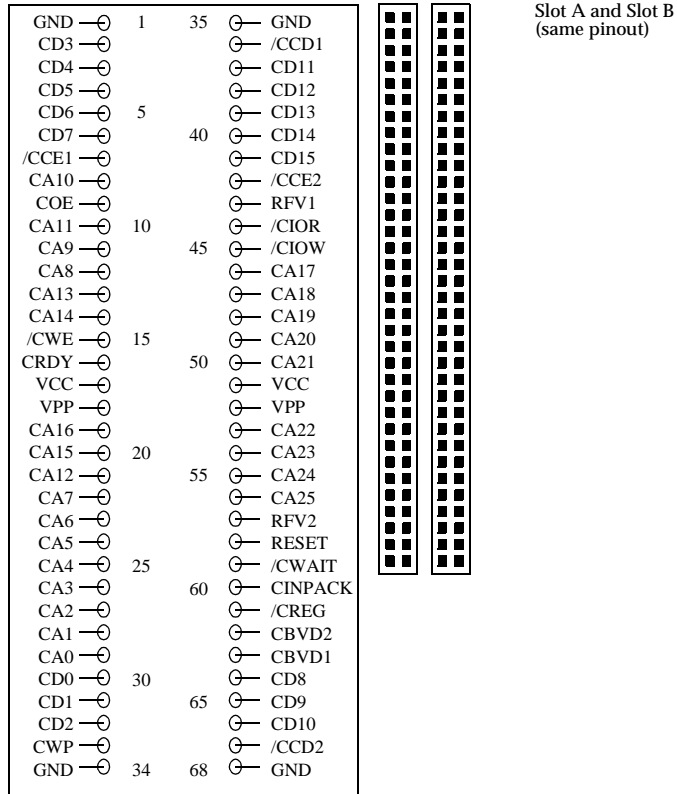 Slot A and Slot B
(same pinout)
GND 1 35 GND
CD3 /CCD1
CD4 CD11
CD5 CD12
CD6 5 CD13
CD7 40 CD14
/CCE1 CD15
CA10 /CCE2
COE RFV1
CA11 10 /CIOR
CA9 45 /CIOW
CA8 CA17
CA13 CA18
CA14 CA19
/CWE 15 CA20
CRDY 50 CA21
VCC VCC
VPP VPP
CA16 CA22
CA15 20 CA23
CA12 55 CA24
CA7 CA25
CA6 RFV2
CA5 RESET
CA4 25 /CWAIT
CA3 60 CINPACK
CA2 /CREG
CA1 CBVD2
CA0 CBVD1
CD0 30 CD8
CD1 65 CD9
CD2 CD10
CWP /CCD2
GND 34 68 GND